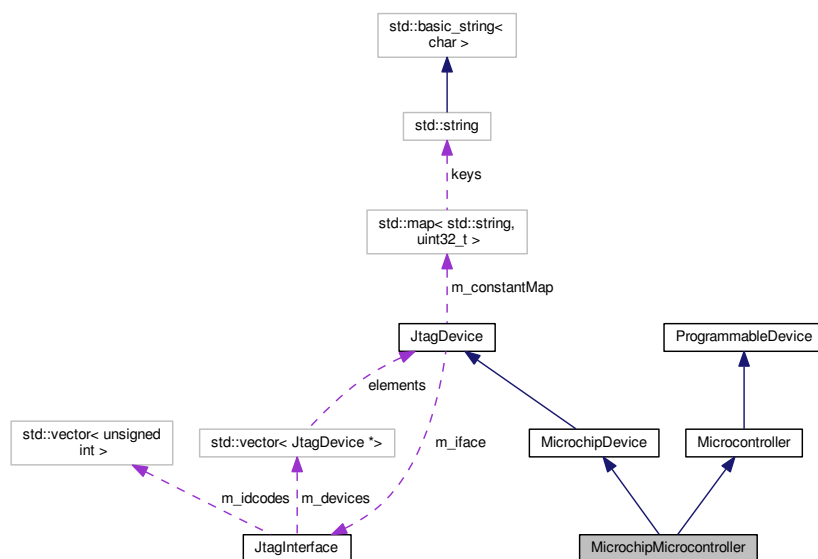 std::basic_string<
char >
std::string
keys
std::map< std::string,
uint32_t >
m_constantMap
JtagDevice
ProgrammableDevice
elements
std::vector< unsigned
int >
std::vector< JtagDevice *>
m_iface
MicrochipDevice
Microcontroller
m_idcodes
m_devices
JtagInterface
MicrochipMicrocontroller